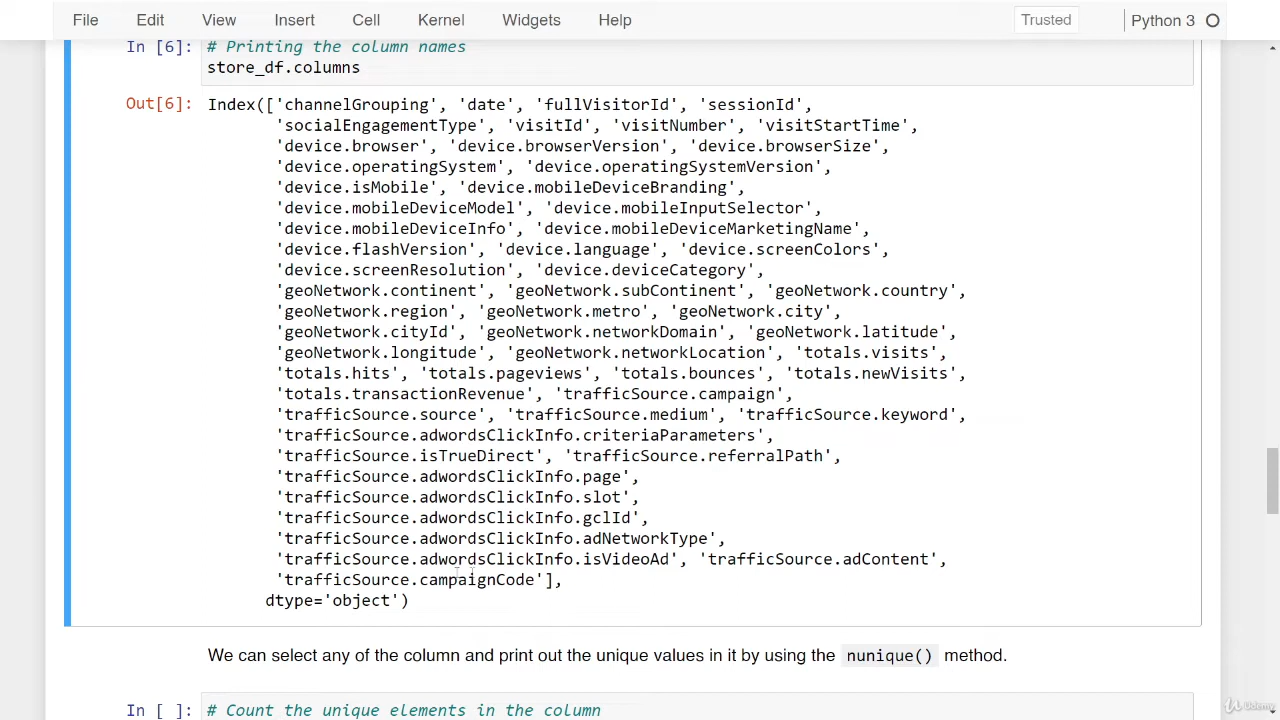 File Edit View Insert Cell Kernel Widgets Help Trusted Python 3
In [6]: # Printing the column names
store_df.columns
Out[6]: Index(['channelGrouping', 'date', 'fullVisitorId', 'sessionId',
'socialEngagementType', 'visitId', 'visitNumber', 'visitStartTime',
'device.browser', 'device.browserVersion', 'device.browserSize',
'device.operatingSystem', 'device.operatingSystemVersion',
'device.isMobile', 'device.mobileDeviceBranding',
'device.mobileDeviceModel', 'device.mobileInputSelector',
'device.mobileDeviceInfo', 'device.mobileDeviceMarketingName',
'device.flashVersion', 'device.language', 'device.screenColors',
'device.screenResolution', 'device.deviceCategory',
'geoNetwork.continent', 'geoNetwork.subContinent', 'geoNetwork.country',
'geoNetwork.region', 'geoNetwork.metro', 'geoNetwork.city',
'geoNetwork.cityId', 'geoNetwork.networkDomain', 'geoNetwork.latitude',
'geoNetwork.longitude', 'geoNetwork.networkLocation', 'totals.visits',
'totals.hits', 'totals.pageviews', 'totals.bounces', 'totals.newVisits',
'totals.transactionRevenue', 'trafficSource.campaign',
'trafficSource.source', 'trafficSource.medium', 'trafficSource.keyword',
'trafficSource.adwordsClickInfo.criteriaParameters',
'trafficSource.isTrueDirect', 'trafficSource.referralPath',
'trafficSource.adwordsClickInfo.page',
'trafficSource.adwordsClickInfo.slot',
'trafficSource.adwordsClickInfo.gclId',
'trafficSource.adwordsClickInfo.adNetworkType',
'trafficSource.adwordsClickInfo.isVideoAd', 'trafficSource.adContent',
'trafficSource.campaignCode'],
dtype='object')
We can select any of the column and print out the unique values in it by using the nunique() method.
In [ ]: # Count the unique elements in the column
Udemy